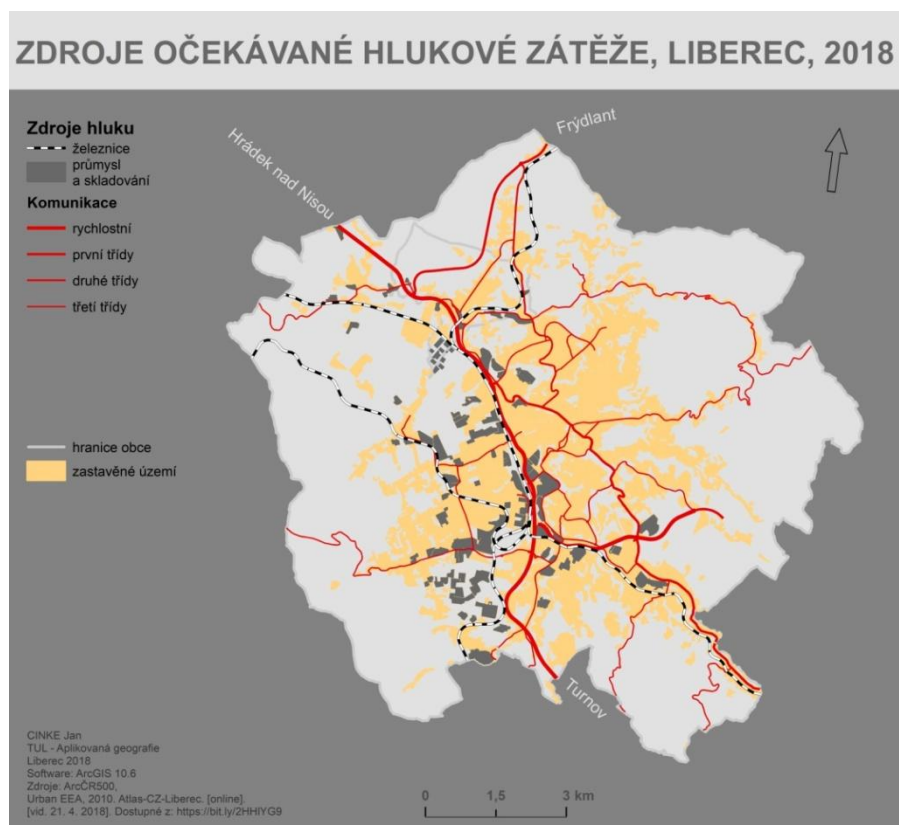 ZDROJE OČEKÁVANÉ HLUKOVÉ ZÁTĚŽE, LIBEREC, 2018
Zdroje hluku
železnice
průmysl
a skladování
Komunikace
rychlostní
první třídy
druhé třídy
třetí třídy
hranice obce
zastavěné území
Hrádek nad Nisou
Frýdlant
Turnov
CINKE Jan
TUL - Aplikovaná geografie
Liberec 2018
Software: ArcGIS 10.6
Zdroje: ArcČR500,
Urban EEA, 2010. Atlas-CZ-Liberec. [online].
[vid. 21. 4. 2018]. Dostupné z: https://bit.ly/2HHIYG9
0 1,5 3 km